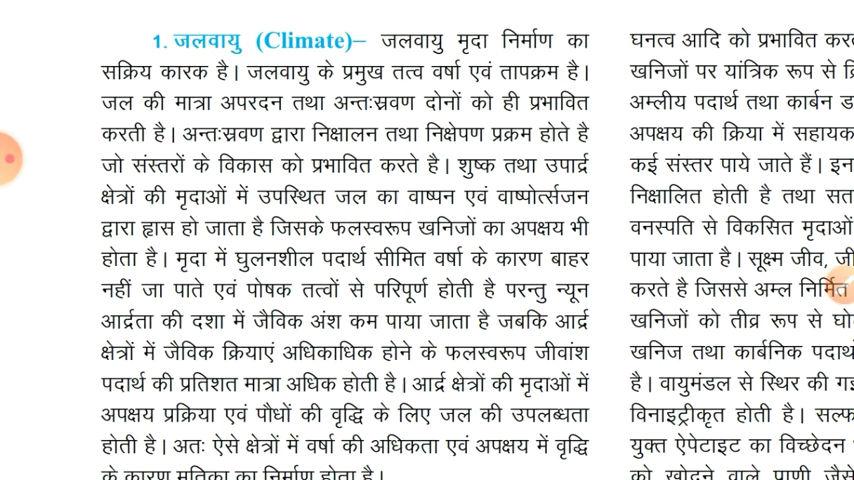 1. जलवायु (Climate)– जलवायु मृदा निर्माण का
सक्रिय कारक है। जलवायु के प्रमुख तत्व वर्षा एवं तापक्रम है।
जल की मात्रा अपरदन तथा अन्तःस्रवण दोनों को ही प्रभावित
करती है। अन्तःस्रवण द्वारा निक्षालन तथा निक्षेपण प्रक्रम होते है
जो संस्तरों के विकास को प्रभावित करते है। शुष्क तथा उपार्द्र
क्षेत्रों की मृदाओं में उपस्थित जल का वाष्पन एवं वाष्पोर्त्सजन
द्वारा ह्रास हो जाता है जिसके फलस्वरूप खनिजों का अपक्षय भी
होता है। मृदा में घुलनशील पदार्थ सीमित वर्षा के कारण बाहर
नहीं जा पाते एवं पोषक तत्वों से परिपूर्ण होती है परन्तु न्यून
आर्द्रता की दशा में जैविक अंश कम पाया जाता है जबकि आर्द्र
क्षेत्रों में जैविक क्रियाएं अधिकाधिक होने के फलस्वरूप जीवांश
पदार्थ की प्रतिशत मात्रा अधिक होती है। आर्द्र क्षेत्रों की मृदाओं में
अपक्षय प्रक्रिया एवं पौधों की वृद्धि के लिए जल की उपलब्धता
होती है। अतः ऐसे क्षेत्रों में वर्षा की अधिकता एवं अपक्षय में वृद्धि
के कारण मृतिका का निर्माण होता है।
घनत्व आदि को प्रभावित
खनिजों पर यांत्रिक रूप से
अम्लीय पदार्थ तथा कार्बन
अपक्षय की क्रिया में सहायक
कई संस्तर पाये जाते हैं। इन
निक्षालित होती है तथा
वनस्पति से विकसित मृदाओं
पाया जाता है। सूक्ष्म जीव,
करते है जिससे अम्ल निर्मित
खनिजों को तीव्र रूप से
खनिज तथा कार्बनिक पदार्थ
है। वायुमंडल से स्थिर की
विनाइट्रीकृत होती है।
युक्त ऐपेटाइट का विच्छेदन
को खोदने वाले प्राणी जैसे